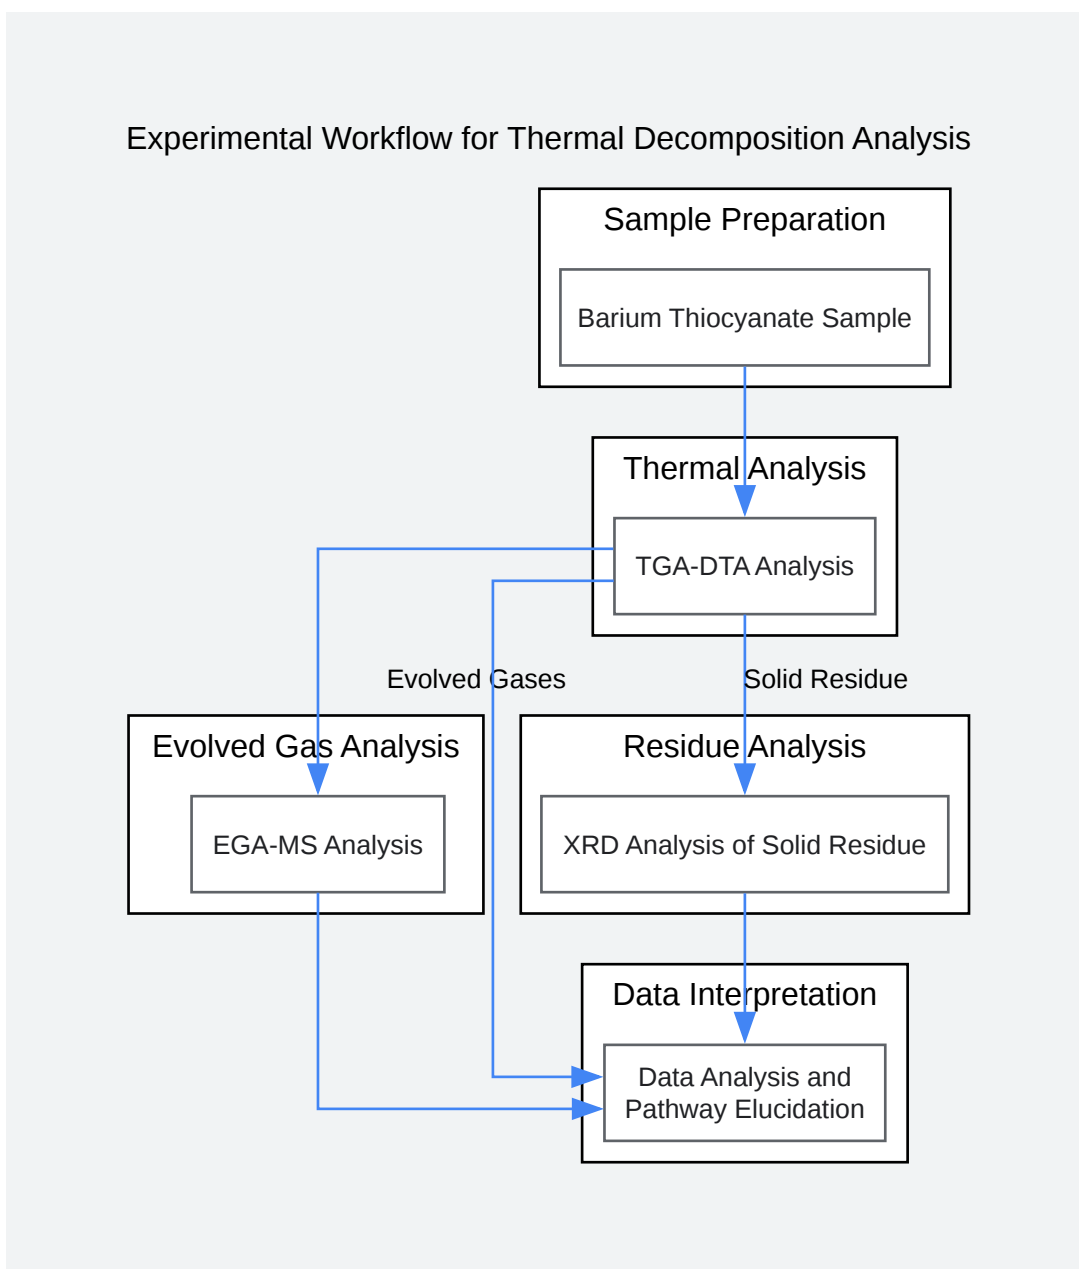 Experimental Workflow for Thermal Decomposition Analysis
Sample Preparation
Barium Thiocyanate Sample
Thermal Analysis
TGA-DTA Analysis
Evolved Gases
Solid Residue
Evolved Gas Analysis
EGA-MS Analysis
Residue Analysis
XRD Analysis of Solid Residue
Data Interpretation
Data Analysis and
Pathway Elucidation